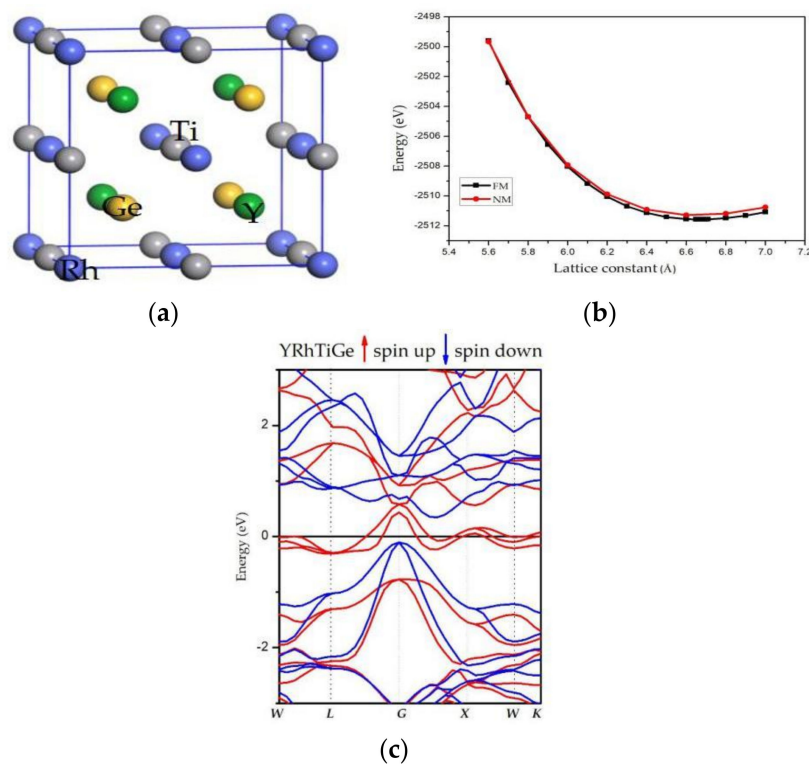 Ti
Ge
Y
Rh
(a)
-2498
-2500
-2502
-2504
-2506
-2508
-2510
-2512
Energy (eV)
FM
NM
5.4 5.6 5.8 6.0 6.2 6.4 6.6 6.8 7.0 7.2
Lattice constant (Å)
(b)
YRhTiGe spin up spin down
2
0
-2
Energy (eV)
W L G X W K
(c)